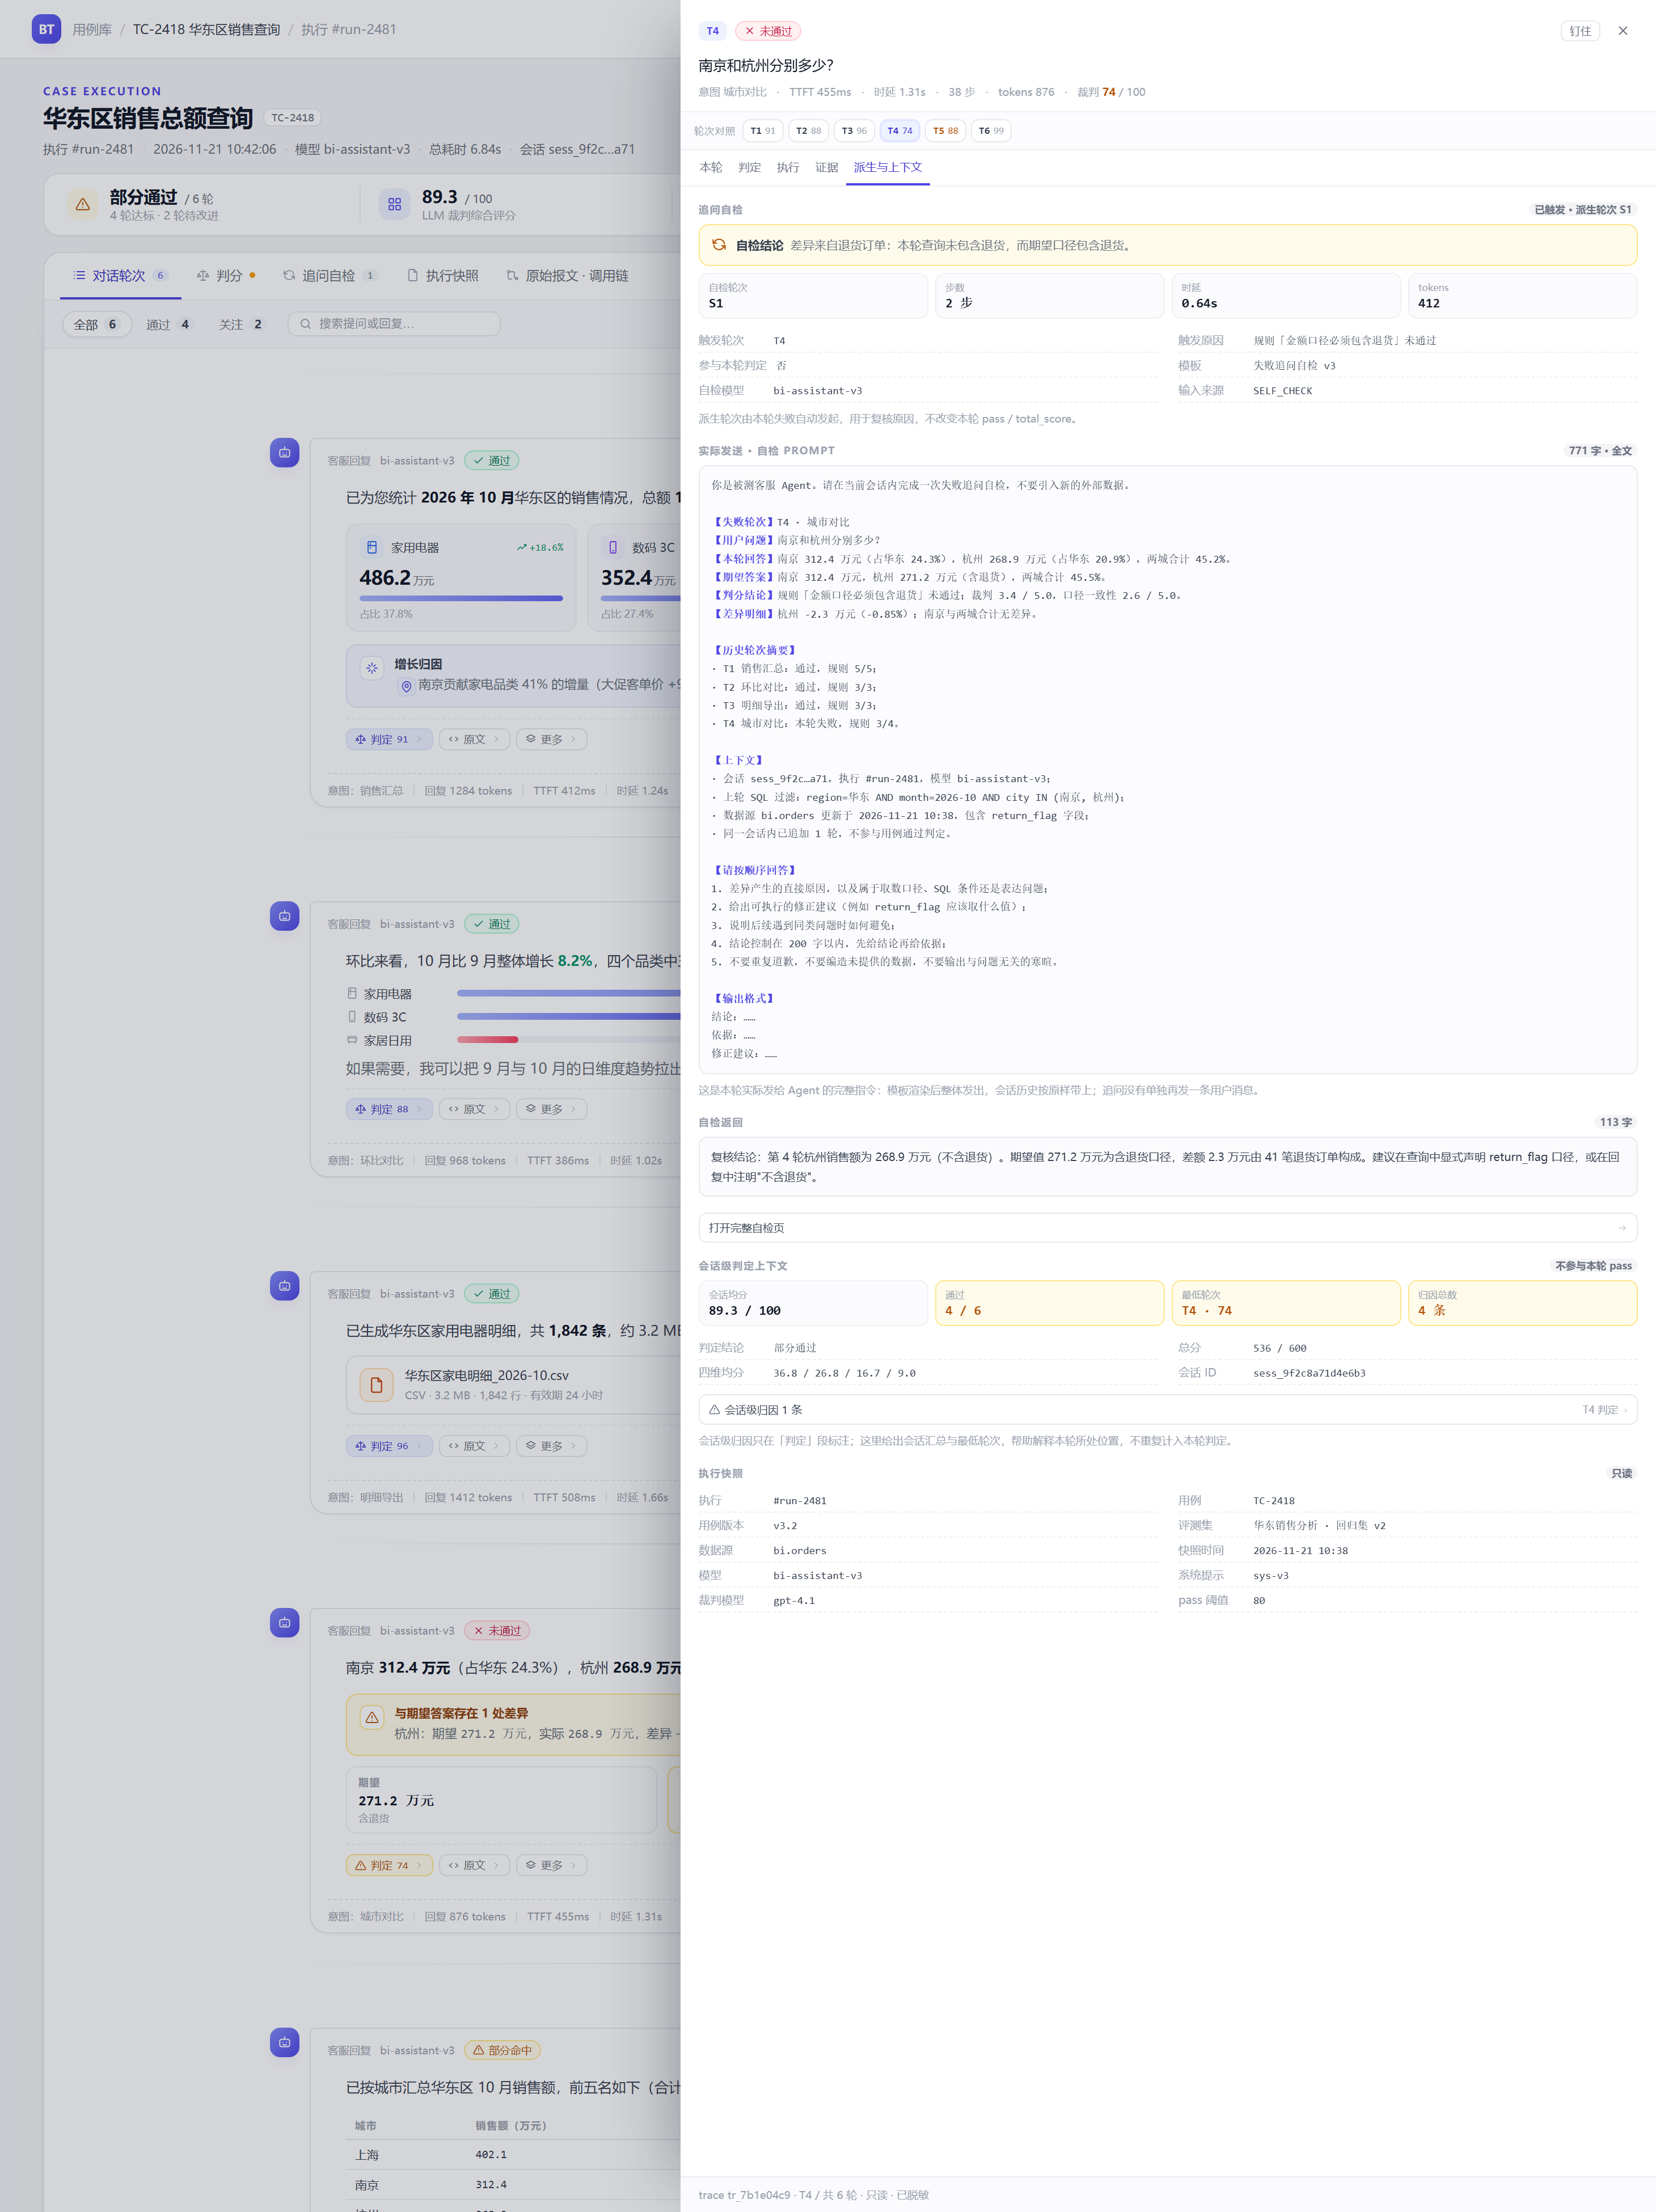 BT 用例库 / TC-2418 华东区销售查询 / 执行 #run-2481
CASE EXECUTION
华东区销售总额查询 TC-2418
执行 #run-2481 · 2026-11-21 10:42:06 · 模型 bi-assistant-v3 · 总耗时 6.84s · 会话 sess_9f2c…a71
部分通过 / 6 轮
4 轮达标 · 2 轮待改进
89.3 / 100
LLM 裁判综合评分
对话轮次 6 判分 追问自检 1 执行快照 原始报文 · 调用链
全部 6 通过 4 关注 2 搜索提问或回复…
客服回复 bi-assistant-v3 通过
已为您统计 2026 年 10 月华东区的销售情况，总额 1
家用电器 +18.6%
486.2 万元
占比 37.8%
数码 3C
352.4 万元
占比 27.4%
增长归因
南京贡献家电品类 41% 的增量（大促客单价 +9
判定 91 原文 更多
意图：销售汇总 回复 1284 tokens TTFT 412ms 时延 1.24s
客服回复 bi-assistant-v3 通过
环比来看，10 月比 9 月整体增长 8.2%，四个品类中
家用电器
数码 3C
家居日用
如果需要，我可以把 9 月与 10 月的日维度趋势拉出
判定 88 原文 更多
意图：环比对比 回复 968 tokens TTFT 386ms 时延 1.02s
客服回复 bi-assistant-v3 通过
已生成华东区家用电器明细，共 1,842 条，约 3.2 MB
华东区家电明细_2026-10.csv
CSV · 3.2 MB · 1,842 行 · 有效期 24 小时
判定 96 原文 更多
意图：明细导出 回复 1412 tokens TTFT 508ms 时延 1.66s
客服回复 bi-assistant-v3 未通过
南京 312.4 万元（占华东 24.3%），杭州 268.9 万元
与期望答案存在 1 处差异
杭州：期望 271.2 万元，实际 268.9 万元，差异 -
期望
271.2 万元
含退货
判定 74 原文 更多
意图：城市对比 回复 876 tokens TTFT 455ms 时延 1.31s
客服回复 bi-assistant-v3 部分命中
已按城市汇总华东区 10 月销售额，前五名如下（合计
城市 销售额（万元）
上海 402.1
南京 312.4
T4 未通过 钉住
南京和杭州分别多少？
意图 城市对比 · TTFT 455ms · 时延 1.31s · 38 步 · tokens 876 · 裁判 74 / 100
轮次对照 T1 91 T2 88 T3 96 T4 74 T5 88 T6 99
本轮 判定 执行 证据 派生与上下文
追问自检 已触发 · 派生轮次 S1
自检结论 差异来自退货订单：本轮查询未包含退货，而期望口径包含退货。
自检轮次 步数 时延 tokens
S1 2 步 0.64s 412
触发轮次 T4 触发原因 规则「金额口径必须包含退货」未通过
参与本轮判定 否 模板 失败追问自检 v3
自检模型 bi-assistant-v3 输入来源 SELF_CHECK
派生轮次由本轮失败自动发起，用于复核原因，不改变本轮 pass / total_score。
实际发送 · 自检 PROMPT 771 字 · 全文
你是被测客服 Agent。请在当前会话内完成一次失败追问自检，不要引入新的外部数据。
【失败轮次】T4 · 城市对比
【用户问题】南京和杭州分别多少？
【本轮回答】南京 312.4 万元（占华东 24.3%），杭州 268.9 万元（占华东 20.9%），两城合计 45.2%。
【期望答案】南京 312.4 万元，杭州 271.2 万元（含退货），两城合计 45.5%。
【判分结论】规则「金额口径必须包含退货」未通过；裁判 3.4 / 5.0，口径一致性 2.6 / 5.0。
【差异明细】杭州 -2.3 万元（-0.85%）；南京与两城合计无差异。
【历史轮次摘要】
· T1 销售汇总：通过，规则 5/5；
· T2 环比对比：通过，规则 3/3；
· T3 明细导出：通过，规则 3/3；
· T4 城市对比：本轮失败，规则 3/4。
【上下文】
· 会话 sess_9f2c…a71，执行 #run-2481，模型 bi-assistant-v3；
· 上轮 SQL 过滤：region=华东 AND month=2026-10 AND city IN (南京, 杭州)；
· 数据源 bi.orders 更新于 2026-11-21 10:38，包含 return_flag 字段；
· 同一会话内已追加 1 轮，不参与用例通过判定。
【请按顺序回答】
1. 差异产生的直接原因，以及属于取数口径、SQL 条件还是表达问题；
2. 给出可执行的修正建议（例如 return_flag 应该取什么值）；
3. 说明后续遇到同类问题时如何避免；
4. 结论控制在 200 字以内，先给结论再给依据；
5. 不要重复道歉，不要编造未提供的数据，不要输出与问题无关的寒暄。
【输出格式】
结论：……
依据：……
修正建议：……
这是本轮实际发给 Agent 的完整指令：模板渲染后整体发出，会话历史按原样带上；追问没有单独再发一条用户消息。
自检返回 113 字
复核结论：第 4 轮杭州销售额为 268.9 万元（不含退货）。期望值 271.2 万元为含退货口径，差额 2.3 万元由 41 笔退货订单构成。建议在查询中显式声明 return_flag 口径，或在回
复中注明"不含退货"。
打开完整自检页 →
会话级判定上下文 不参与本轮 pass
会话均分 通过 最低轮次 归因总数
89.3 / 100 4 / 6 T4 · 74 4 条
判定结论 部分通过 总分 536 / 600
四维均分 36.8 / 26.8 / 16.7 / 9.0 会话 ID sess_9f2c8a71d4e6b3
会话级归因 1 条 T4 判定 ›
会话级归因只在「判定」段标注；这里给出会话汇总与最低轮次，帮助解释本轮所处位置，不重复计入本轮判定。
执行快照 只读
执行 #run-2481 用例 TC-2418
用例版本 v3.2 评测集 华东销售分析 · 回归集 v2
数据源 bi.orders 快照时间 2026-11-21 10:38
模型 bi-assistant-v3 系统提示 sys-v3
裁判模型 gpt-4.1 pass 阈值 80
trace tr_7b1e04c9 · T4 / 共 6 轮 · 只读 · 已脱敏